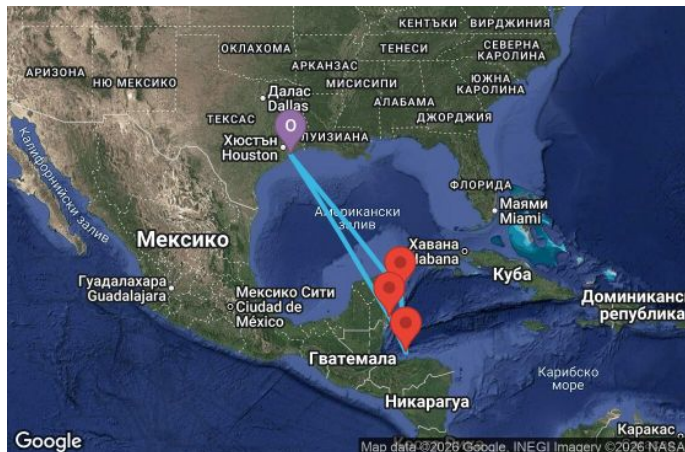 КЕНТЪКИ
ВИРДЖИНИЯ
ОКЛАХОМА
ТЕНЕСИ
СЕВЕРНА
КАРОЛИНА
АРИЗОНА
НЮ МЕКСИКО
АРКАНЗАС
МИСИСИПИ
ЮЖНА
КАРОЛИНА
Далас
Dallas
АЛАБАМА
ДЖОРДЖИЯ
ТЕКСАС
O
ЛУИЗИАНА
Хюстън
Houston
Калифорнийски залив
ФЛОРИДА
Маями
Miami
Американски
залив
Мексико
Хавана
Habana
Куба
Гуадалахара
Guadalajara
Мексико Сити
Ciudad de
México
Доминиканс
република
Гватемала
Карибско
море
Никарагуа
Каракас
Google
Map data ©2026 Google, INEGI Imagery ©2026 NASA